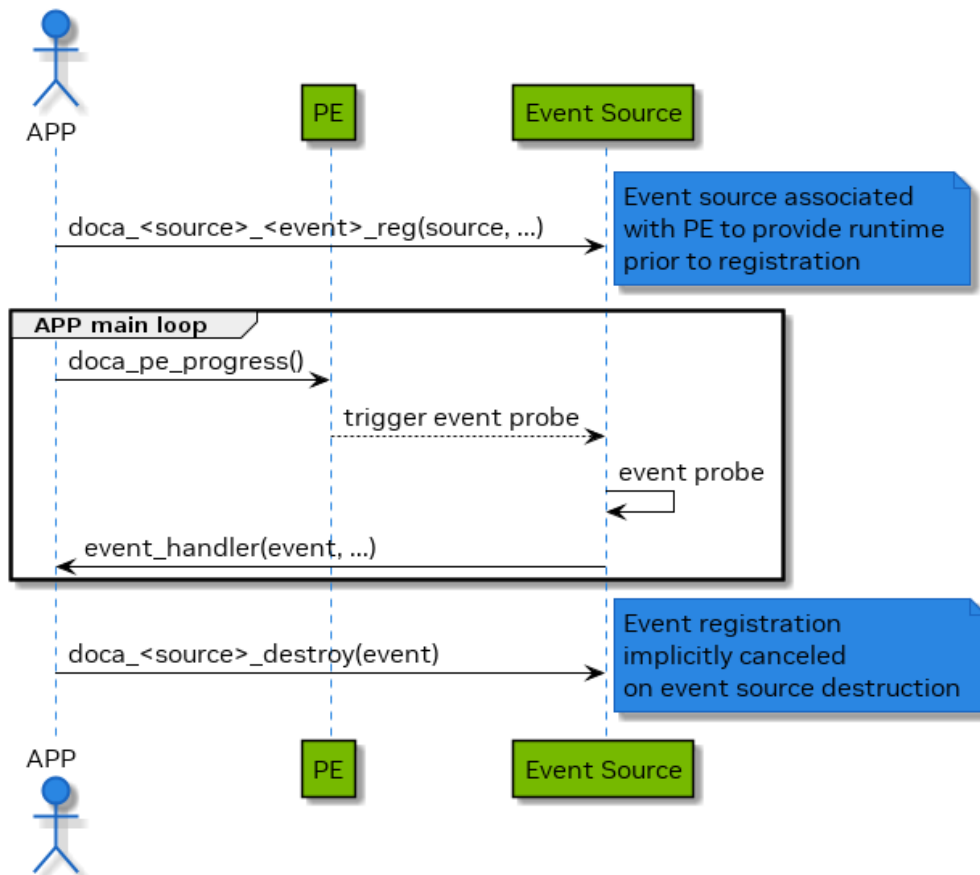 APP
PE
Event Source
Event source associated
with PE to provide runtime
prior to registration
doca_<source>_<event>_reg(source, ...)
APP main loop
doca_pe_progress()
trigger event probe
event probe
event_handler(event, ...)
Event registration
implicitly canceled
on event source destruction
doca_<source>_destroy(event)
APP
PE
Event Source